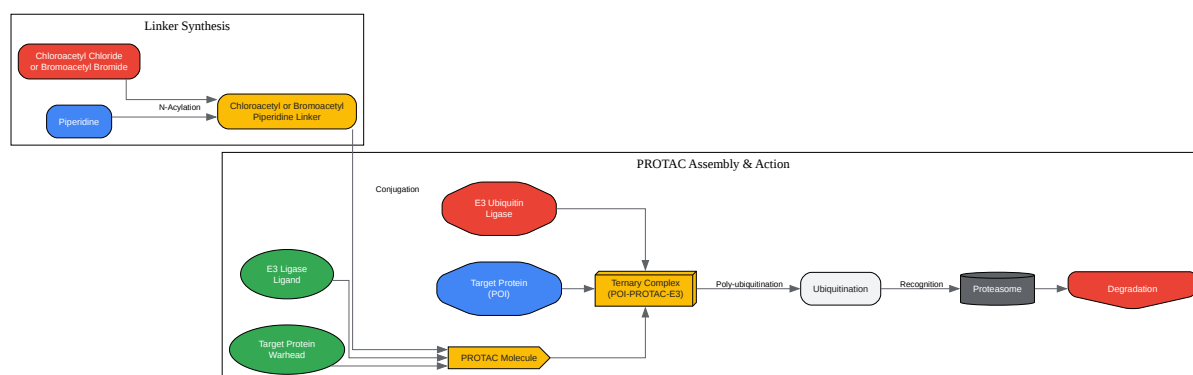 Linker Synthesis
Chloroacetyl Chloride
or Bromoacetyl Bromide
N-Acylation
Piperidine
Chloroacetyl or Bromoacetyl
Piperidine Linker
PROTAC Assembly & Action
Conjugation
E3 Ubiquitin
Ligase
E3 Ligase
Ligand
Target Protein
(POI)
Ternary Complex
(POI-PROTAC-E3)
Poly-ubiquitination
Ubiquitination
Recognition
Proteasome
Degradation
Target Protein
Warhead
PROTAC Molecule